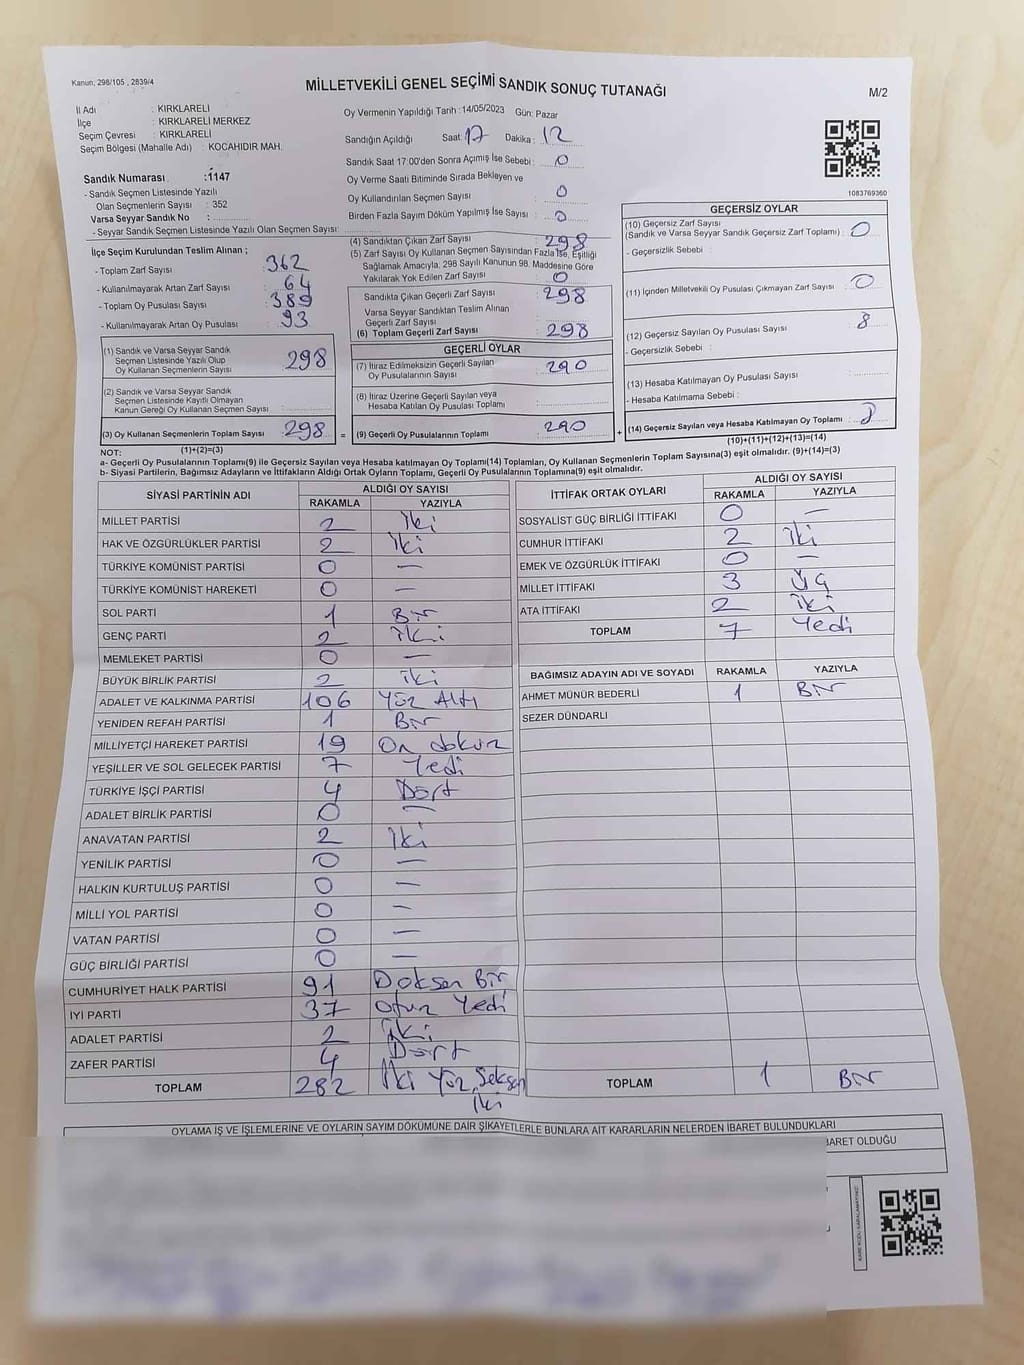 Kanun, 298/105 , 2839/4
MİLLETVEKİLİ GENEL SEÇİMİ SANDIK SONUÇ TUTANAĞI
M/2
İl Adı : KIRKLARELİ
İlçe : KIRKLARELİ MERKEZ
Seçim Çevresi : KIRKLARELİ
Seçim Bölgesi (Mahalle Adı) : KOCAHIDIR MAH.
Sandık Numarası : 1147
- Sandık Seçmen Listesinde Yazılı
Olan Seçmenlerin Sayısı : 352
Varsa Seyyar Sandık No :
- Seyyar Sandık Seçmen Listesinde Yazılı Olan Seçmen Sayısı:
Oy Vermenin Yapıldığı Tarih : 14/05/2023 Gün: Pazar
Sandığın Açıldığı Saat: 17 Dakika : 12
Sandık Saat 17:00'den Sonra Açımış İse Sebebi : 0
Oy Verme Saati Bitiminde Sırada Bekleyen ve
Oy Kullandırılan Seçmen Sayısı : 0
Birden Fazla Sayım Döküm Yapılmış İse Sayısı : 0
1083769360
İlçe Seçim Kurulundan Teslim Alınan ;
- Toplam Zarf Sayısı : 362
- Kullanılmayarak Artan Zarf Sayısı : 64
- Toplam Oy Pusulası Sayısı : 389
- Kullanılmayarak Artan Oy Pusulası : 93
(4) Sandıktan Çıkan Zarf Sayısı : 298
(5) Zarf Sayısı Oy Kullanan Seçmen Sayısından Fazla İse, Eşitliği
Sağlamak Amacıyla, 298 Sayılı Kanunun 98. Maddesine Göre
Yakılarak Yok Edilen Zarf Sayısı : 0
Sandıkta Çıkan Geçerli Zarf Sayısı : 298
Varsa Seyyar Sandıktan Teslim Alınan
Geçerli Zarf Sayısı :
(6) Toplam Geçerli Zarf Sayısı : 298
GEÇERSİZ OYLAR
(10) Geçersiz Zarf Sayısı
(Sandık ve Varsa Seyyar Sandık Geçersiz Zarf Toplamı) : 0
- Geçersizlik Sebebi :
(11) İçinden Milletvekili Oy Pusulası Çıkmayan Zarf Sayısı : 0
(12) Geçersiz Sayılan Oy Pusulası Sayısı : 8
- Geçersizlik Sebebi :
(13) Hesaba Katılmayan Oy Pusulası Sayısı :
- Hesaba Katılmama Sebebi :
(14) Geçersiz Sayılan veya Hesaba Katılmayan Oy Toplamı : 8
(10)+(11)+(12)+(13)=(14)
(1) Sandık ve Varsa Seyyar Sandık
Seçmen Listesinde Yazılı Olup
Oy Kullanan Seçmenlerin Sayısı : 298
(2) Sandık ve Varsa Seyyar Sandık
Seçmen Listesinde Kayıtlı Olmayan
Kanun Gereği Oy Kullanan Seçmen Sayısı :
(3) Oy Kullanan Seçmenlerin Toplam Sayısı : 298 =
(1)+(2)=(3)
GEÇERLİ OYLAR
(7) İtiraz Edilmeksizin Geçerli Sayılan
Oy Pusulalarının Sayısı : 290
(8) İtiraz Üzerine Geçerli Sayılan veya
Hesaba Katılan Oy Pusulası Toplamı :
(9) Geçerli Oy Pusulalarının Toplamı : 290 +
NOT:
a- Geçerli Oy Pusulalarının Toplamı(9) ile Geçersiz Sayılan veya Hesaba katılmayan Oy Toplamı(14) Toplamları, Oy Kullanan Seçmenlerin Toplam Sayısına(3) eşit olmalıdır. (9)+(14)=(3)
b- Siyasi Partilerin, Bağımsız Adayların ve İttifakların Aldığı Ortak Oyların Toplamı, Geçerli Oy Pusulalarının Toplamına(9) eşit olmalıdır.
SİYASİ PARTİNİN ADI ALDIĞI OY SAYISI
RAKAMLA YAZIYLA
MİLLET PARTİSİ 2 İki
HAK VE ÖZGÜRLÜKLER PARTİSİ 2 İki
TÜRKİYE KOMÜNİST PARTİSİ 0 —
TÜRKİYE KOMÜNİST HAREKETİ 0 —
SOL PARTİ 1 Bir
GENÇ PARTİ 2 İki
MEMLEKET PARTİSİ 0 —
BÜYÜK BİRLİK PARTİSİ 2 iki
ADALET VE KALKINMA PARTİSİ 106 Yüz Altı
YENİDEN REFAH PARTİSİ 1 Bir
MİLLİYETÇİ HAREKET PARTİSİ 19 On dokuz
YEŞİLLER VE SOL GELECEK PARTİSİ 7 Yedi
TÜRKİYE İŞÇİ PARTİSİ 4 Dört
ADALET BİRLİK PARTİSİ 0 —
ANAVATAN PARTİSİ 2 İki
YENİLİK PARTİSİ 0 —
HALKIN KURTULUŞ PARTİSİ 0 —
MİLLİ YOL PARTİSİ 0 —
VATAN PARTİSİ 0 —
GÜÇ BİRLİĞİ PARTİSİ 0 —
CUMHURİYET HALK PARTİSİ 91 Doksan Bir
İYİ PARTİ 37 Otuz Yedi
ADALET PARTİSİ 2 İki
ZAFER PARTİSİ 4 Dört
TOPLAM 282 İki Yüz Seksen
İki
İTTİFAK ORTAK OYLARI ALDIĞI OY SAYISI
RAKAMLA YAZIYLA
SOSYALİST GÜÇ BİRLİĞİ İTTİFAKI 0 —
CUMHUR İTTİFAKI 2 İki
EMEK VE ÖZGÜRLÜK İTTİFAKI 0 —
MİLLET İTTİFAKI 3 Üç
ATA İTTİFAKI 2 İki
TOPLAM 7 Yedi
BAĞIMSIZ ADAYIN ADI VE SOYADI RAKAMLA YAZIYLA
AHMET MÜNÜR BEDERLİ 1 Bir
SEZER DÜNDARLI
TOPLAM 1 Bir
OYLAMA İŞ VE İŞLEMLERİNE VE OYLARIN SAYIM DÖKÜMÜNE DAİR ŞİKAYETLERLE BUNLARA AİT KARARLARIN NELERDEN İBARET BULUNDUKLARI
BARET OLDUĞU
KARE KODU KARALAMAYINIZ!